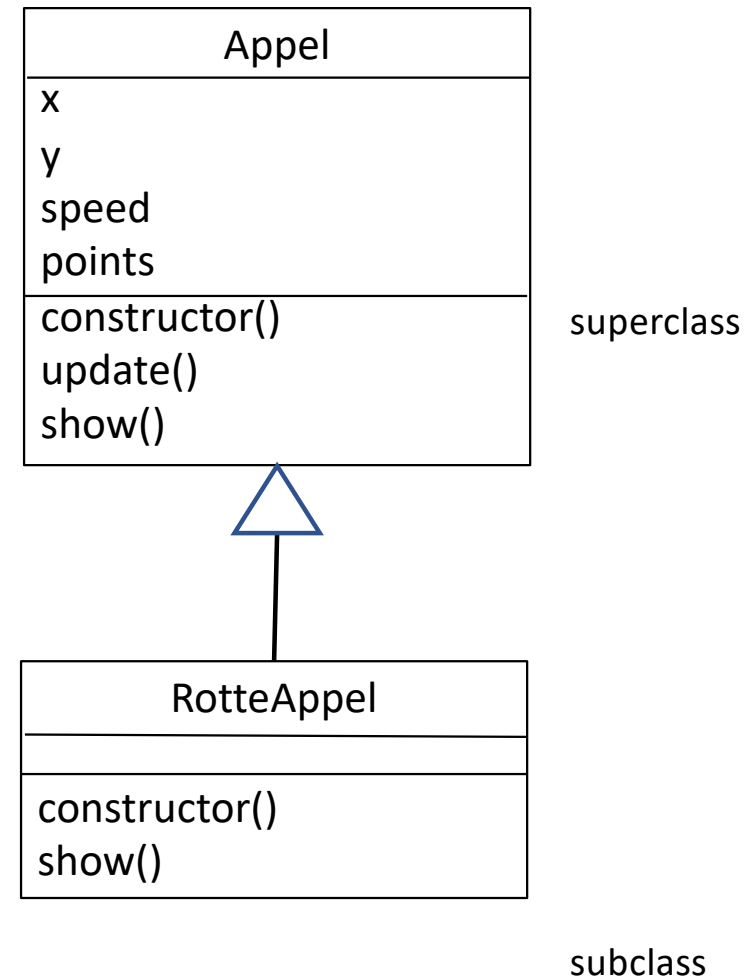 Appel
x
y
speed
points
constructor()
update()
show()
superclass
RotteAppel
constructor()
show()
subclass